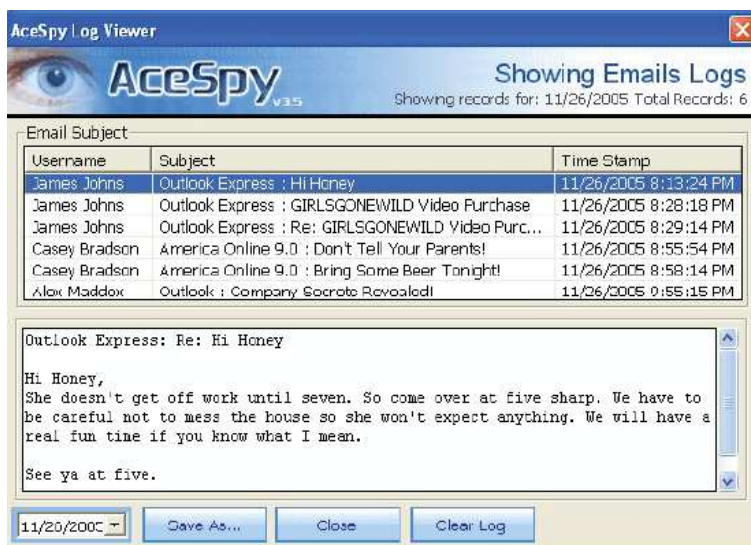 AceSpy Log Viewer
AceSpy v3.5
Showing Emails Logs
Showing records for: 11/26/2005 Total Records: 6
Email Subject
Username Subject Time Stamp
James Johns Outlook Express : Hi Honey 11/26/2005 8:13:24 PM
James Johns Outlook Express : GIRLSGONEWILD Video Purchase 11/26/2005 8:28:18 PM
James Johns Outlook Express : Re: GIRLSGONEWILD Video Purc... 11/26/2005 8:29:14 PM
Casey Bradson America Online 9.0 : Don't Tell Your Parents! 11/26/2005 8:55:54 PM
Casey Bradson America Online 9.0 : Bring Some Beer Tonight! 11/26/2005 8:58:14 PM
Alex Maddox Outlook : Company Secrets Revealed! 11/26/2005 9:55:15 PM
Outlook Express: Re: Hi Honey
Hi Honey,
She doesn't get off work until seven. So come over at five sharp. We have to
be careful not to mess the house so she won't expect anything. We will have a
real fun time if you know what I mean.
See ya at five.
Save As... Close Clear Log